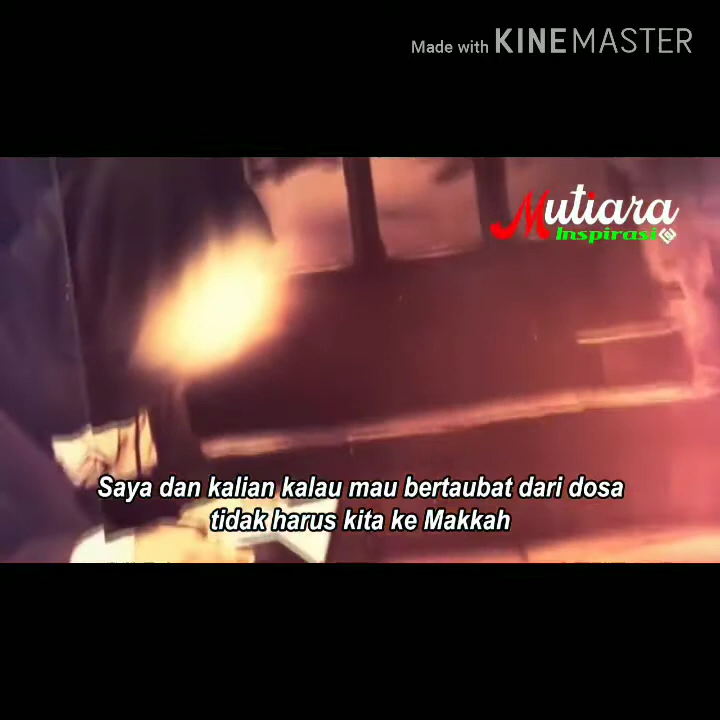 Made with KINEMASTER
Mutiara
Inspirasi
Saya dan kalian kalau mau bertaubat dari dosa
tidak harus kita ke Makkah